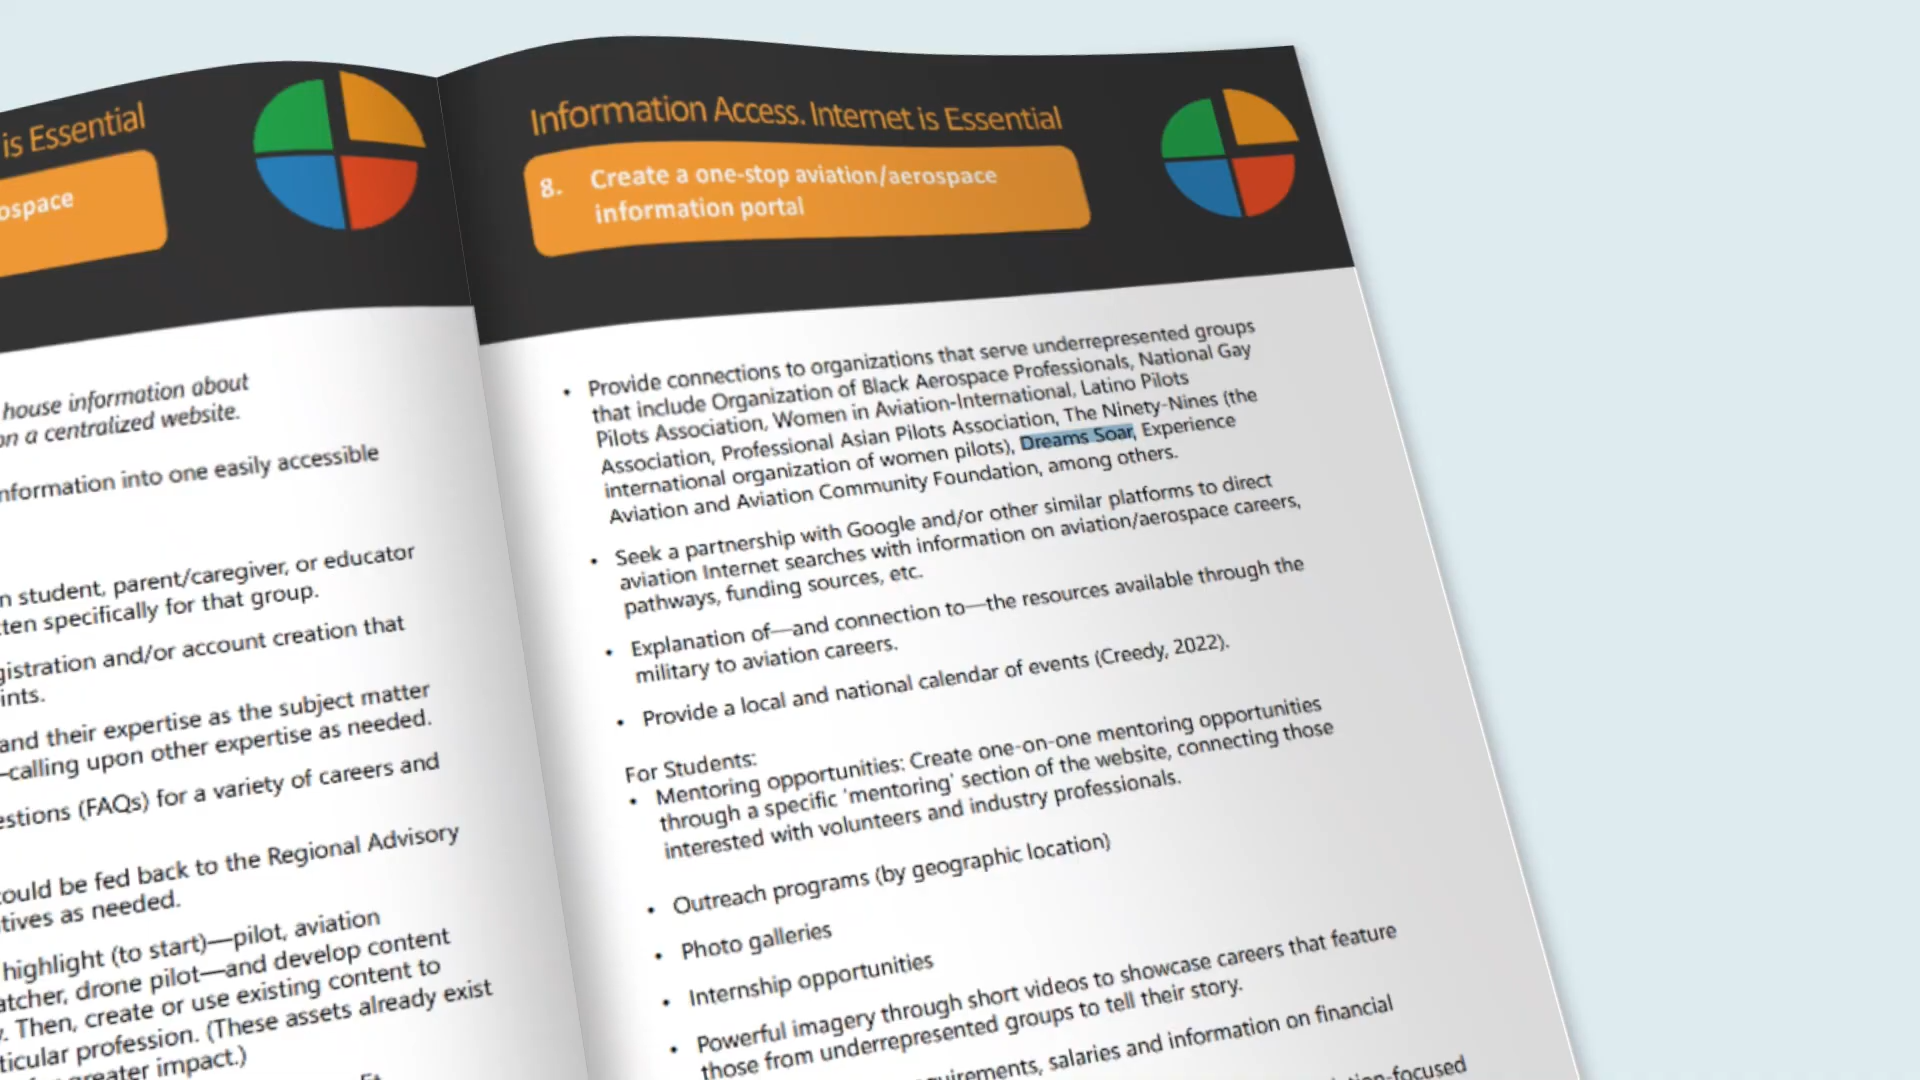 is Essential
ospace
house information about
on a centralized website.
nformation into one easily accessible
n student, parent/caregiver, or educator
ten specifically for that group.
gistration and/or account creation that
ints.
and their expertise as the subject matter
—calling upon other expertise as needed.
estions (FAQs) for a variety of careers and
ould be fed back to the Regional Advisory
tives as needed.
highlight (to start)—pilot, aviation
atcher, drone pilot—and develop content
. Then, create or use existing content to
ticular profession. (These assets already exist
greater impact.)
Information Access. Internet is Essential
8. Create a one-stop aviation/aerospace
information portal
• Provide connections to organizations that serve underrepresented groups
that include Organization of Black Aerospace Professionals, National Gay
Pilots Association, Women in Aviation-International, Latino Pilots
Association, Professional Asian Pilots Association, The Ninety-Nines (the
international organization of women pilots), Dreams Soar, Experience
Aviation and Aviation Community Foundation, among others.
• Seek a partnership with Google and/or other similar platforms to direct
aviation Internet searches with information on aviation/aerospace careers,
pathways, funding sources, etc.
• Explanation of—and connection to—the resources available through the
military to aviation careers.
• Provide a local and national calendar of events (Creedy, 2022).
For Students:
• Mentoring opportunities: Create one-on-one mentoring opportunities
through a specific 'mentoring' section of the website, connecting those
interested with volunteers and industry professionals.
• Outreach programs (by geographic location)
• Photo galleries
• Internship opportunities
• Powerful imagery through short videos to showcase careers that feature
those from underrepresented groups to tell their story.
quirements, salaries and information on financial
tion-focused